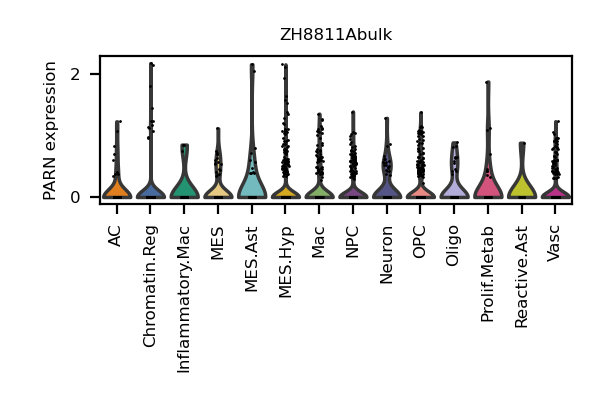 ZH8811Abulk
PARN expression
2
0
AC
Chromatin.Reg
Inflammatory.Mac
MES
MES.Ast
MES.Hyp
Mac
NPC
Neuron
OPC
Oligo
Prolif.Metab
Reactive.Ast
Vasc